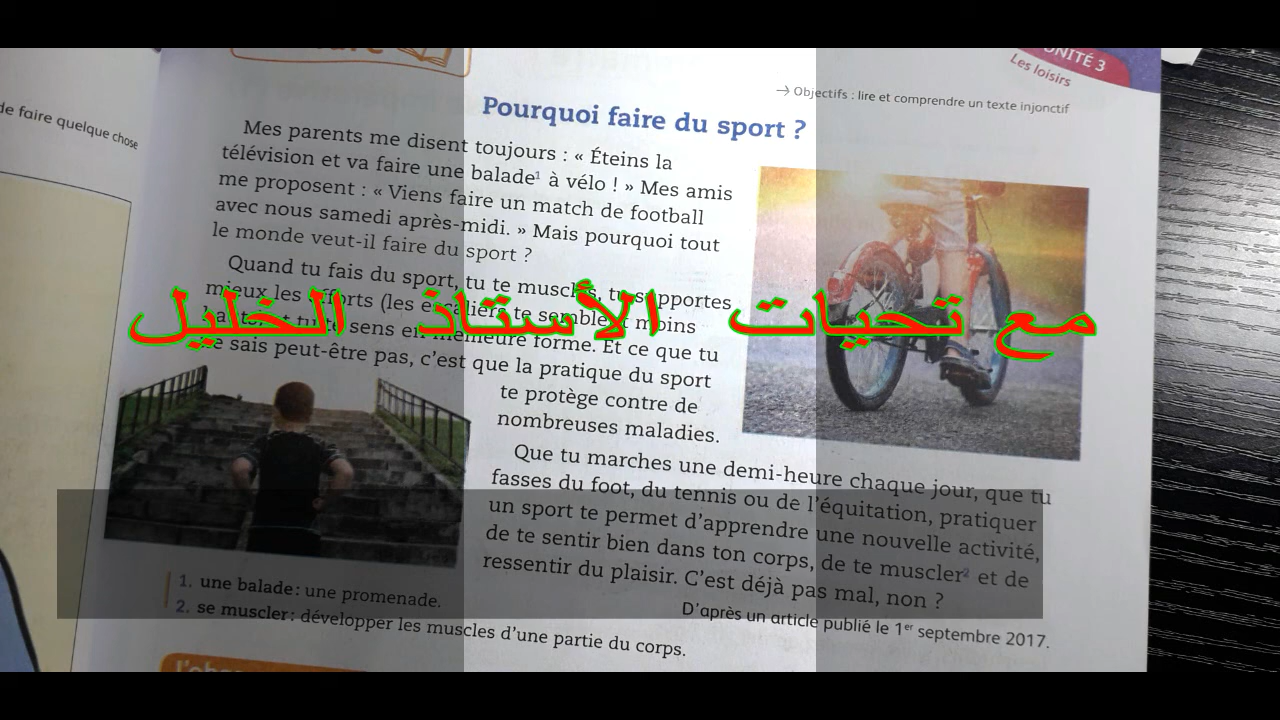 UNITÉ 3
Les loisirs
de faire quelque chose
→ Objectifs : lire et comprendre un texte injonctif
Pourquoi faire du sport ?
Mes parents me disent toujours : « Éteins la
télévision et va faire une balade¹ à vélo ! » Mes amis
me proposent : « Viens faire un match de football
avec nous samedi après-midi. » Mais pourquoi tout
le monde veut-il faire du sport ?
Quand tu fais du sport, tu te muscles, tu supportes
mieux les efforts (les escaliers te semblent moins
hauts) et tu te sens en meilleure forme. Et ce que tu
ne sais peut-être pas, c'est que la pratique du sport
te protège contre de
nombreuses maladies.
Que tu marches une demi-heure chaque jour, que tu
fasses du foot, du tennis ou de l'équitation, pratiquer
un sport te permet d'apprendre une nouvelle activité,
de te sentir bien dans ton corps, de te muscler² et de
ressentir du plaisir. C'est déjà pas mal, non ?
D'après un article publié le 1er septembre 2017.
1. une balade : une promenade.
2. se muscler : développer les muscles d'une partie du corps.
مع تحيات الأستاذ الخليل